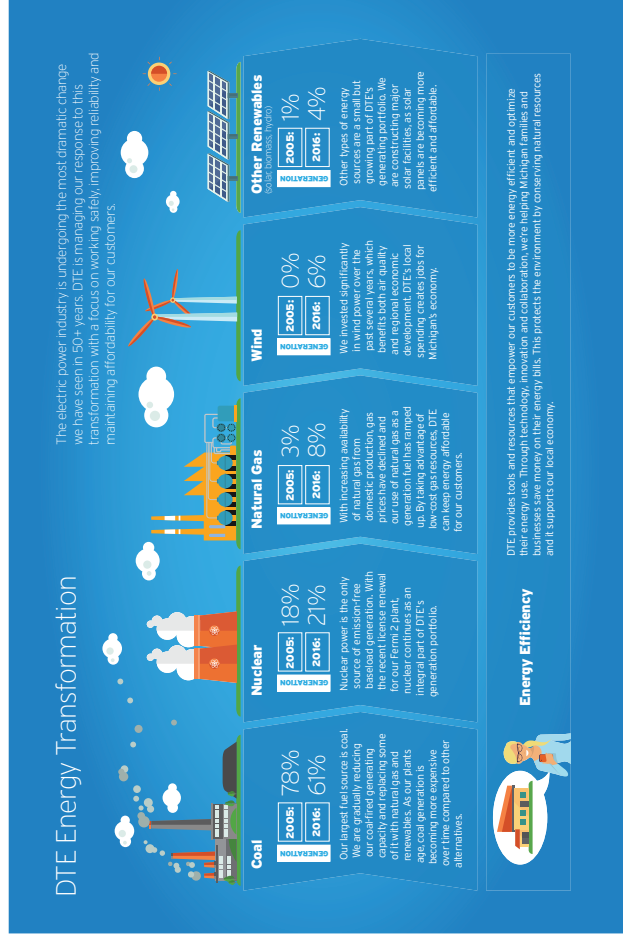 DTE Energy Transformation
The electric power industry is undergoing the most dramatic change
we have seen in 50+ years. DTE is managing our response to this
transformation with a focus on working safely, improving reliability and
maintaining affordability for our customers.
Coal
GENERATION
2005: 78%
2016: 61%
Our largest fuel source is coal.
We are gradually reducing
our coal-fired generating
capacity and replacing some
of it with natural gas and
renewables. As our plants
age, coal generation is
becoming more expensive
over time compared to other
alternatives.
Nuclear
GENERATION
2005: 18%
2016: 21%
Nuclear power is the only
source of emission-free
baseload generation. With
the recent license renewal
for our Fermi 2 plant,
nuclear continues as an
integral part of DTE's
generation portfolio.
Natural Gas
GENERATION
2005: 3%
2016: 8%
With increasing availability
of natural gas from
domestic production, gas
prices have declined and
our use of natural gas as a
generation fuel has ramped
up. By taking advantage of
low-cost gas resources, DTE
can keep energy affordable
for our customers.
Wind
GENERATION
2005: 0%
2016: 6%
We invested significantly
in wind power over the
past several years, which
benefits both air quality
and regional economic
development. DTE's local
spending creates jobs for
Michigan's economy.
Other Renewables
(solar, biomass, hydro)
GENERATION
2005: 1%
2016: 4%
Other types of energy
sources are a small but
growing part of DTE's
generating portfolio. We
are constructing major
solar facilities, as solar
panels are becoming more
efficient and affordable.
Energy Efficiency
DTE provides tools and resources that empower our customers to be more energy efficient and optimize
their energy use. Through technology, innovation and collaboration, we're helping Michigan families and
businesses save money on their energy bills. This protects the environment by conserving natural resources
and it supports our local economy.